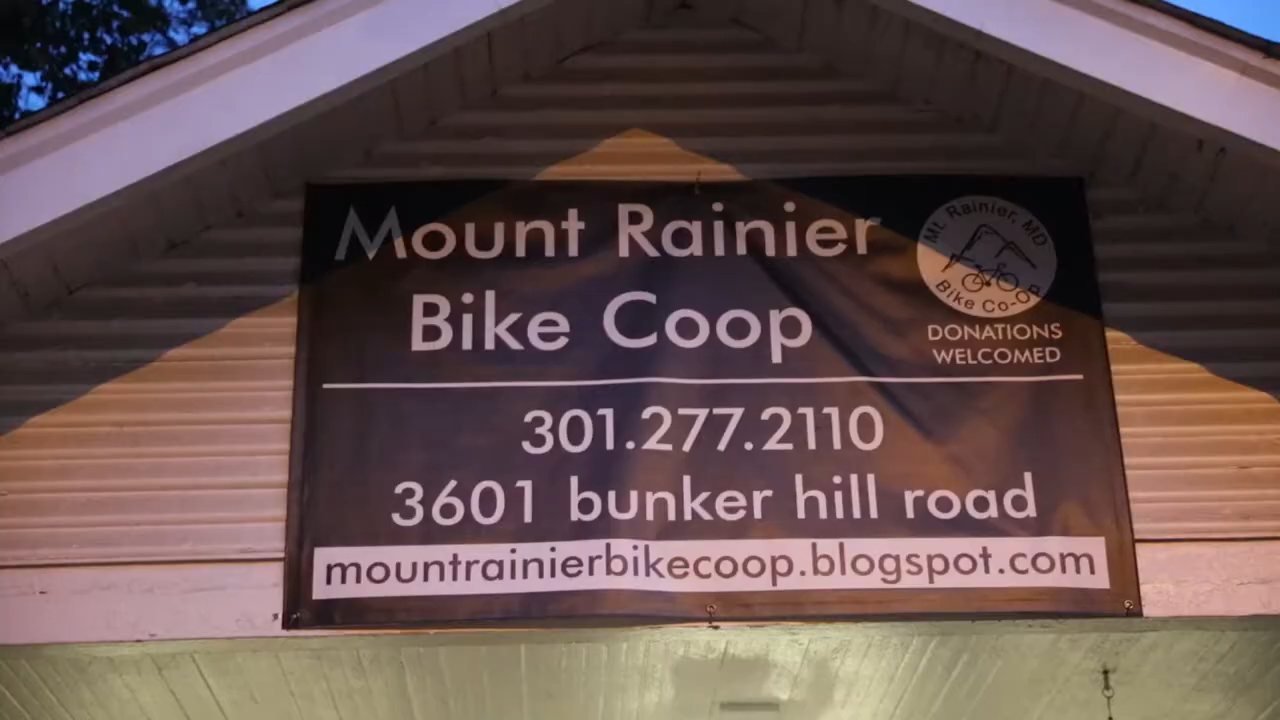 Mount Rainier
Bike Coop
Mt. Rainier, MD
Bike Co-OP
DONATIONS
WELCOMED
301.277.2110
3601 bunker hill road
mountrainierbikecoop.blogspot.com